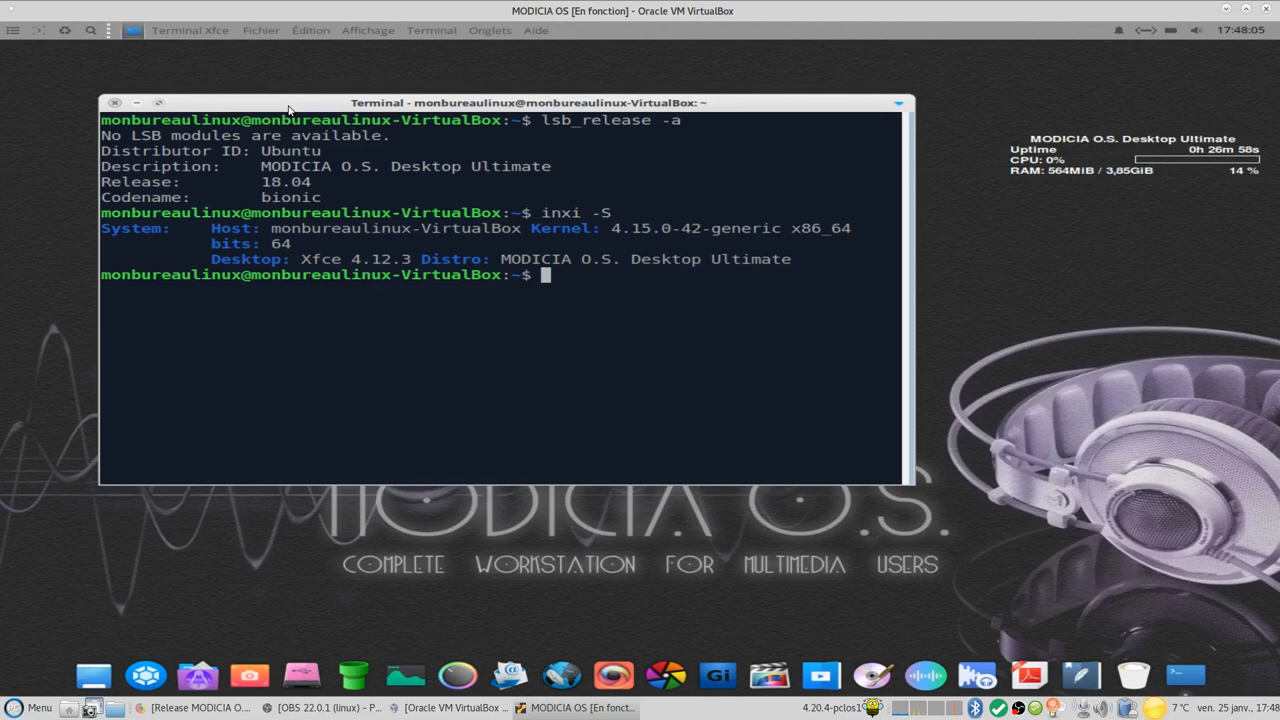 MODICIA OS [En fonction] - Oracle VM VirtualBox
Terminal Xfce Fichier Édition Affichage Terminal Onglets Aide 17:48:05
Terminal - monbureaulinux@monbureaulinux-VirtualBox: ~
monbureaulinux@monbureaulinux-VirtualBox:~$ lsb_release -a
No LSB modules are available.
Distributor ID: Ubuntu
Description: MODICIA O.S. Desktop Ultimate
Release: 18.04
Codename: bionic
monbureaulinux@monbureaulinux-VirtualBox:~$ inxi -S
System: Host: monbureaulinux-VirtualBox Kernel: 4.15.0-42-generic x86_64
bits: 64
Desktop: Xfce 4.12.3 Distro: MODICIA O.S. Desktop Ultimate
monbureaulinux@monbureaulinux-VirtualBox:~$
MODICIA O.S. Desktop Ultimate
Uptime 0h 26m 58s
CPU: 0%
RAM: 564MiB / 3,85GiB 14 %
MODICIA O.S.
COMPLETE WORKSTATION FOR MULTIMEDIA USERS
Gi
Menu [Release MODICIA O... [OBS 22.0.1 (linux) - P... [Oracle VM VirtualBox ... MODICIA OS [En fonct... 4.20.4-pclos1 7 °C ven. 25 janv., 17:48